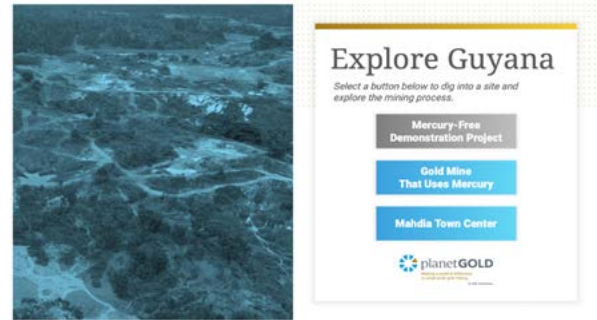 Explore Guyana
Select a button below to dig into a site and
explore the mining process.
Mercury-Free
Demonstration Project
Gold Mine
That Uses Mercury
Mahdia Town Center
planetGOLD